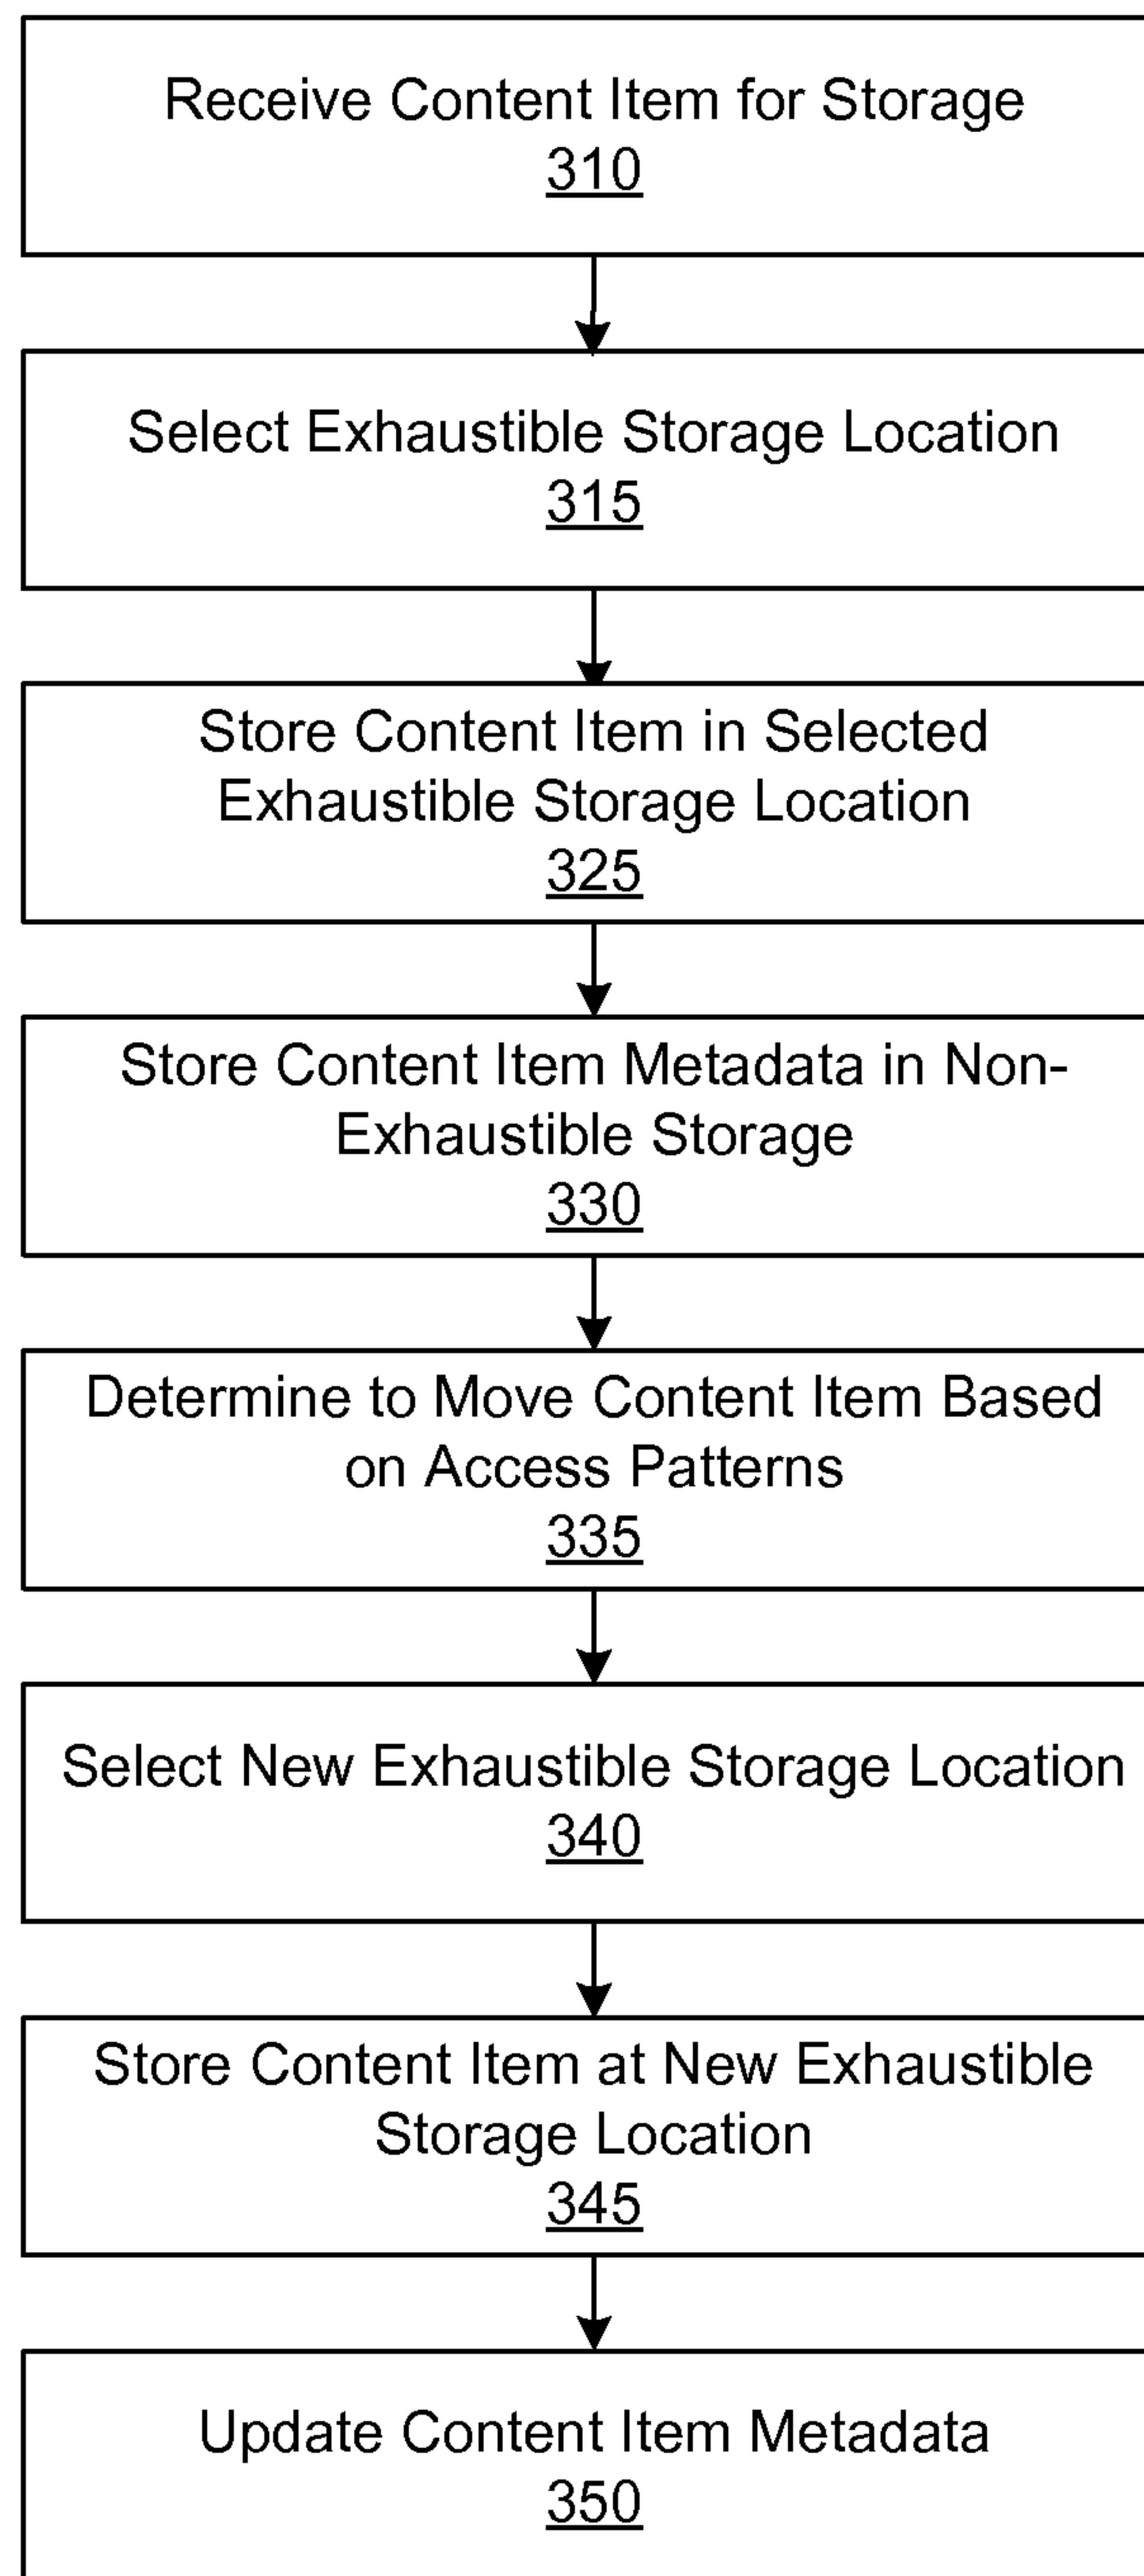 Receive Content Item for Storage
310
Select Exhaustible Storage Location
315
Store Content Item in Selected
Exhaustible Storage Location
325
Store Content Item Metadata in Non-
Exhaustible Storage
330
Determine to Move Content Item Based
on Access Patterns
335
Select New Exhaustible Storage Location
340
Store Content Item at New Exhaustible
Storage Location
345
Update Content Item Metadata
350